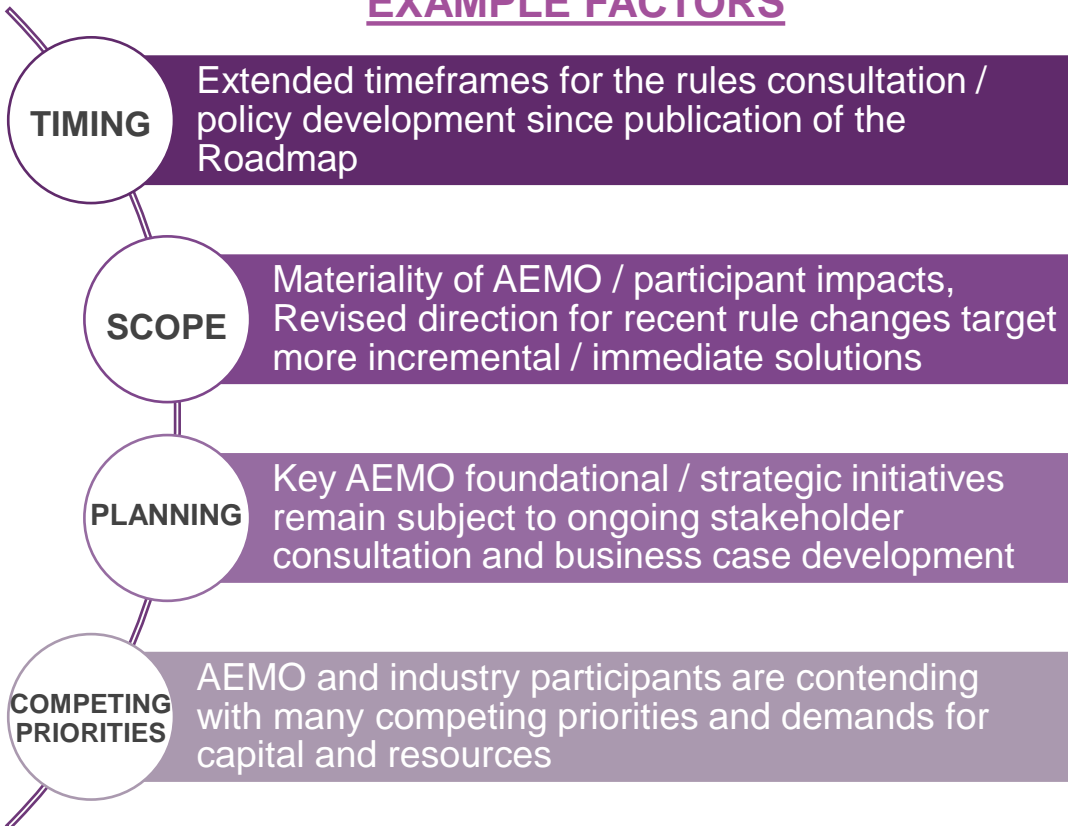 EXAMPLE FACTORS
TIMING
Extended timeframes for the rules consultation /
policy development since publication of the
Roadmap
SCOPE
Materiality of AEMO / participant impacts,
Revised direction for recent rule changes target
more incremental / immediate solutions
PLANNING
Key AEMO foundational / strategic initiatives
remain subject to ongoing stakeholder
consultation and business case development
COMPETING
PRIORITIES
AEMO and industry participants are contending
with many competing priorities and demands for
capital and resources